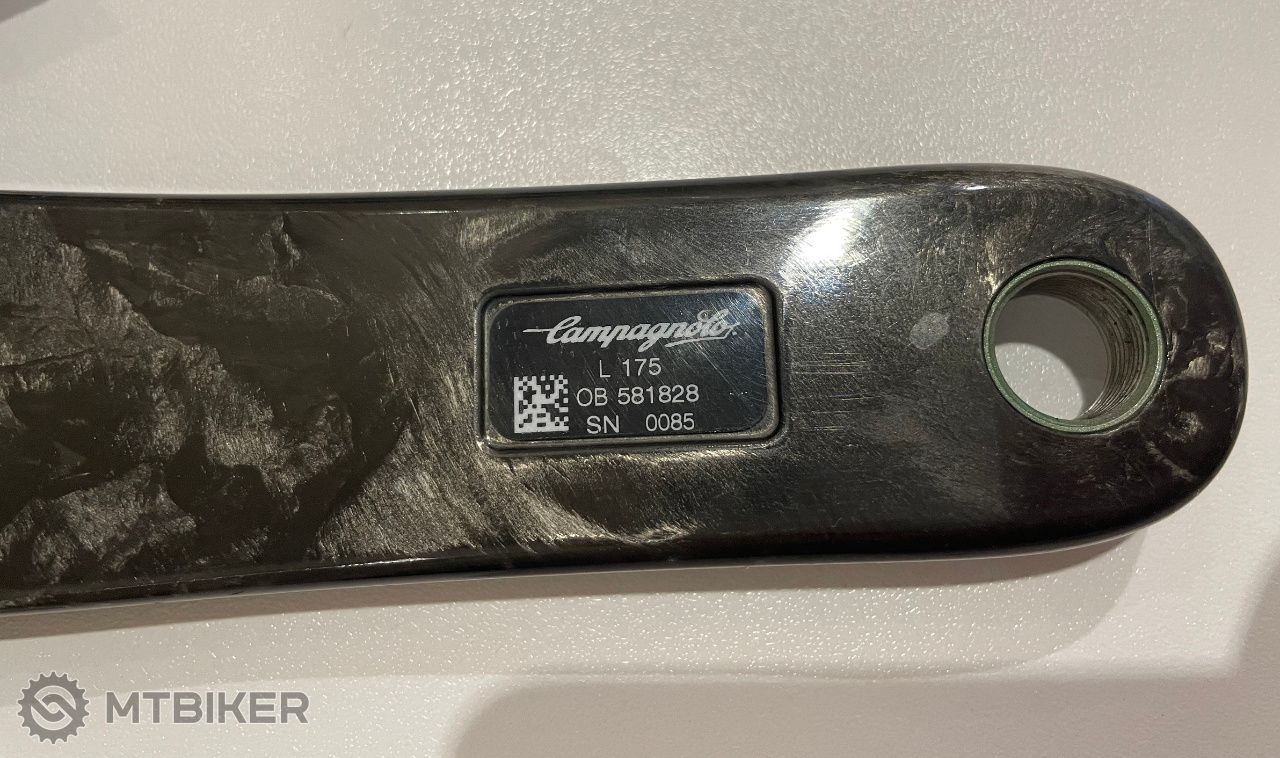 Campagnolo
L 175
OB 581828
SN 0085
MTBIKER